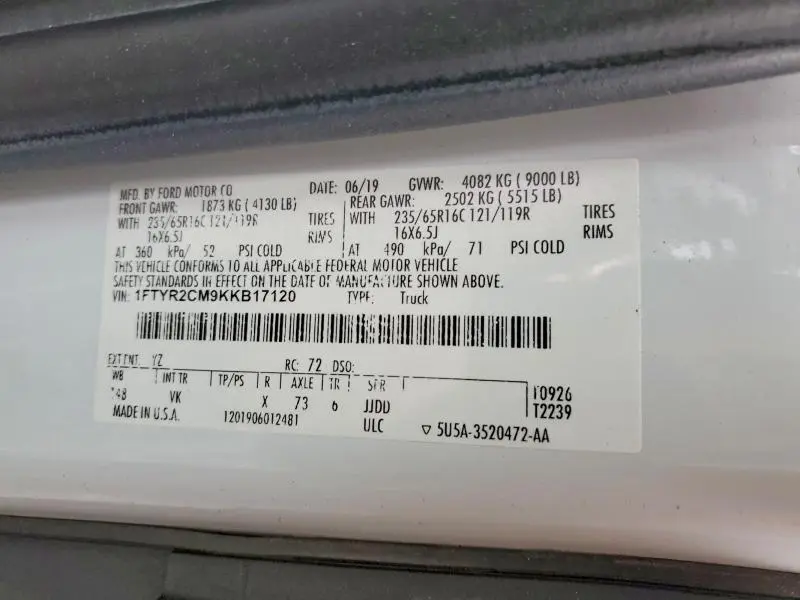 MFD. BY FORD MOTOR CO DATE: 06/19 GVWR: 4082 KG ( 9000 LB)
FRONT GAWR: 1873 KG ( 4130 LB) REAR GAWR: 2502 KG ( 5515 LB)
WITH 235/65R16C 121/119R TIRES WITH 235/65R16C 121/119R TIRES
16X6.5J RIMS 16X6.5J RIMS
AT 360 kPa/ 52 PSI COLD AT 490 kPa/ 71 PSI COLD
THIS VEHICLE CONFORMS TO ALL APPLICABLE FEDERAL MOTOR VEHICLE
SAFETY STANDARDS IN EFFECT ON THE DATE OF MANUFACTURE SHOWN ABOVE.
VIN: 1FTYR2CM9KKB17120 TYPE: Truck
EXT PNT: YZ RC: 72 DSO:
WB INT TR TP/PS R AXLE TR SPR T0926
148 VK X 73 6 JJDD T2239
MADE IN U.S.A. 1201906012481 ULC ▽ 5U5A-3520472-AA